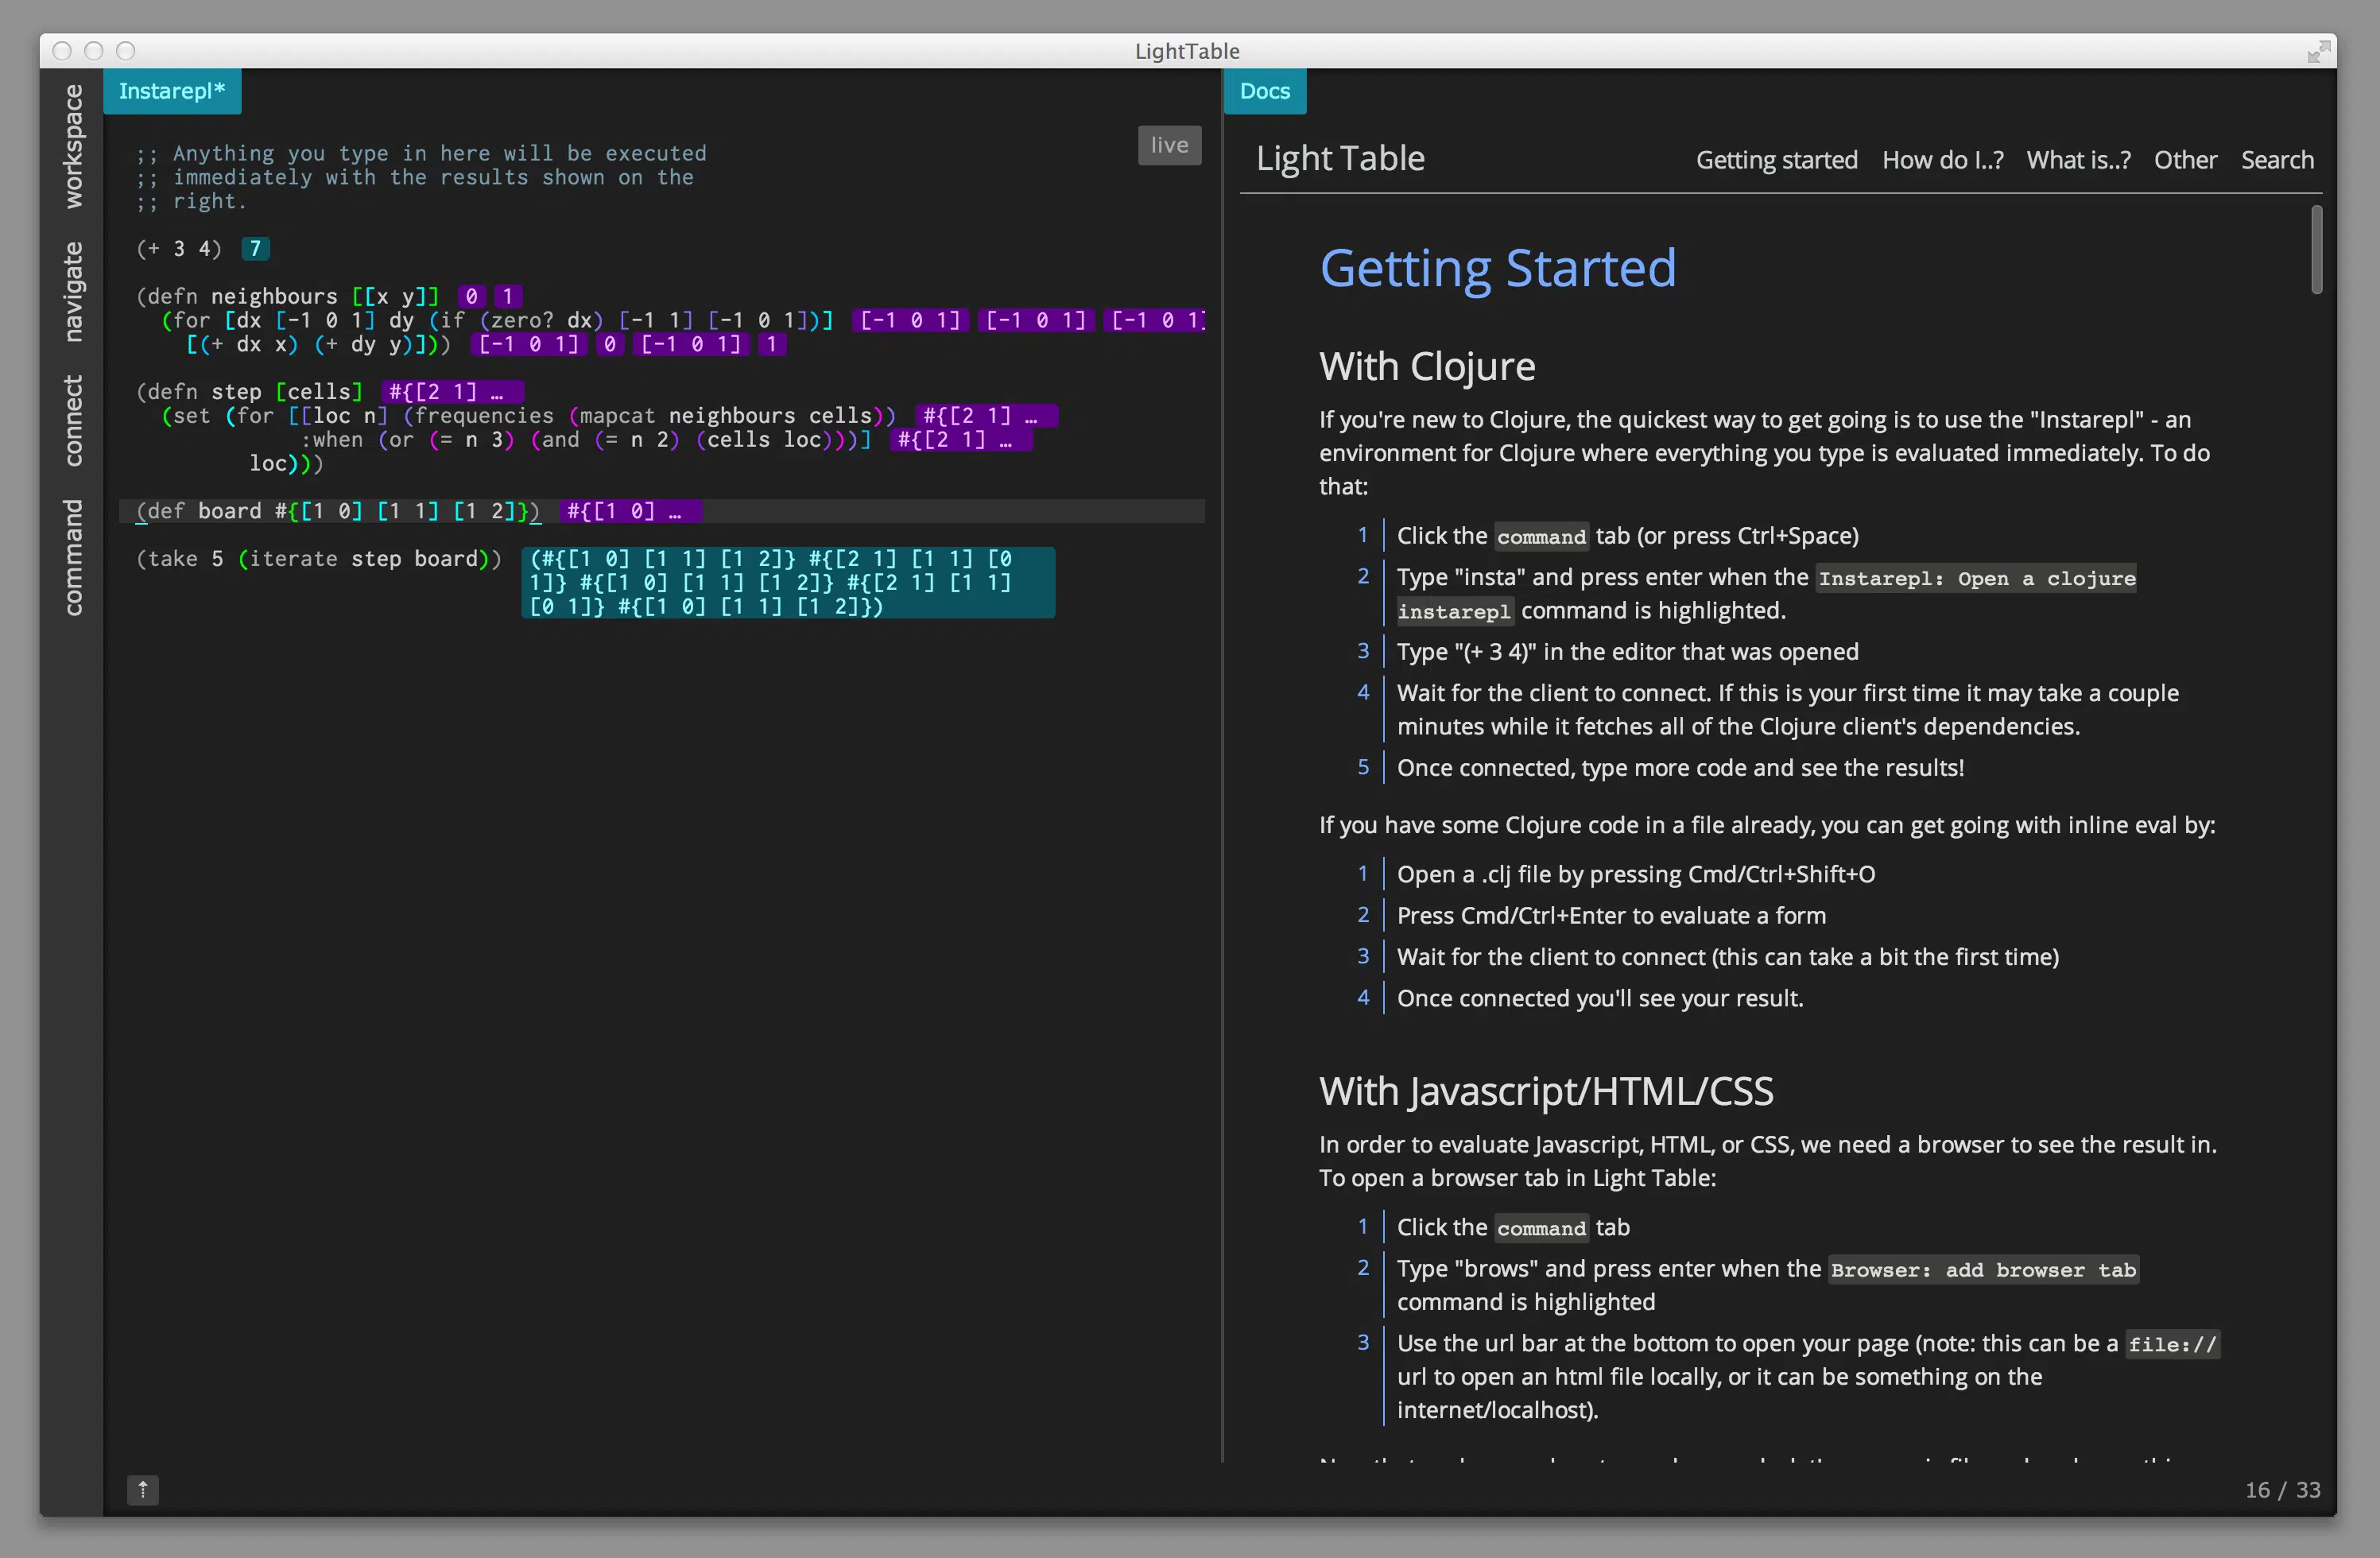 LightTable
workspace
navigate
connect
command
Instarepl*
live
;; Anything you type in here will be executed
;; immediately with the results shown on the
;; right.
(+ 3 4) 7
(defn neighbours [[x y]] 0 1
(for [dx [-1 0 1] dy (if (zero? dx) [-1 1] [-1 0 1])] [-1 0 1] [-1 0 1] [-1 0 1]
[(+ dx x) (+ dy y)])) [-1 0 1] 0 [-1 0 1] 1
(defn step [cells] #{[2 1] …
(set (for [[loc n] (frequencies (mapcat neighbours cells)) #{[2 1] …
:when (or (= n 3) (and (= n 2) (cells loc)))] #{[2 1] …
loc)))
(def board #{[1 0] [1 1] [1 2]}) #{[1 0] …
(take 5 (iterate step board)) (#{[1 0] [1 1] [1 2]} #{[2 1] [1 1] [0
1]} #{[1 0] [1 1] [1 2]} #{[2 1] [1 1]
[0 1]} #{[1 0] [1 1] [1 2]})
Docs
Light Table Getting started How do I..? What is..? Other Search
Getting Started
With Clojure
If you're new to Clojure, the quickest way to get going is to use the "Instarepl" - an
environment for Clojure where everything you type is evaluated immediately. To do
that:
1 Click the command tab (or press Ctrl+Space)
2 Type "insta" and press enter when the Instarepl: Open a clojure
instarepl command is highlighted.
3 Type "(+ 3 4)" in the editor that was opened
4 Wait for the client to connect. If this is your first time it may take a couple
minutes while it fetches all of the Clojure client's dependencies.
5 Once connected, type more code and see the results!
If you have some Clojure code in a file already, you can get going with inline eval by:
1 Open a .clj file by pressing Cmd/Ctrl+Shift+O
2 Press Cmd/Ctrl+Enter to evaluate a form
3 Wait for the client to connect (this can take a bit the first time)
4 Once connected you'll see your result.
With Javascript/HTML/CSS
In order to evaluate Javascript, HTML, or CSS, we need a browser to see the result in.
To open a browser tab in Light Table:
1 Click the command tab
2 Type "brows" and press enter when the Browser: add browser tab
command is highlighted
3 Use the url bar at the bottom to open your page (note: this can be a file://
url to open an html file locally, or it can be something on the
internet/localhost).
16 / 33